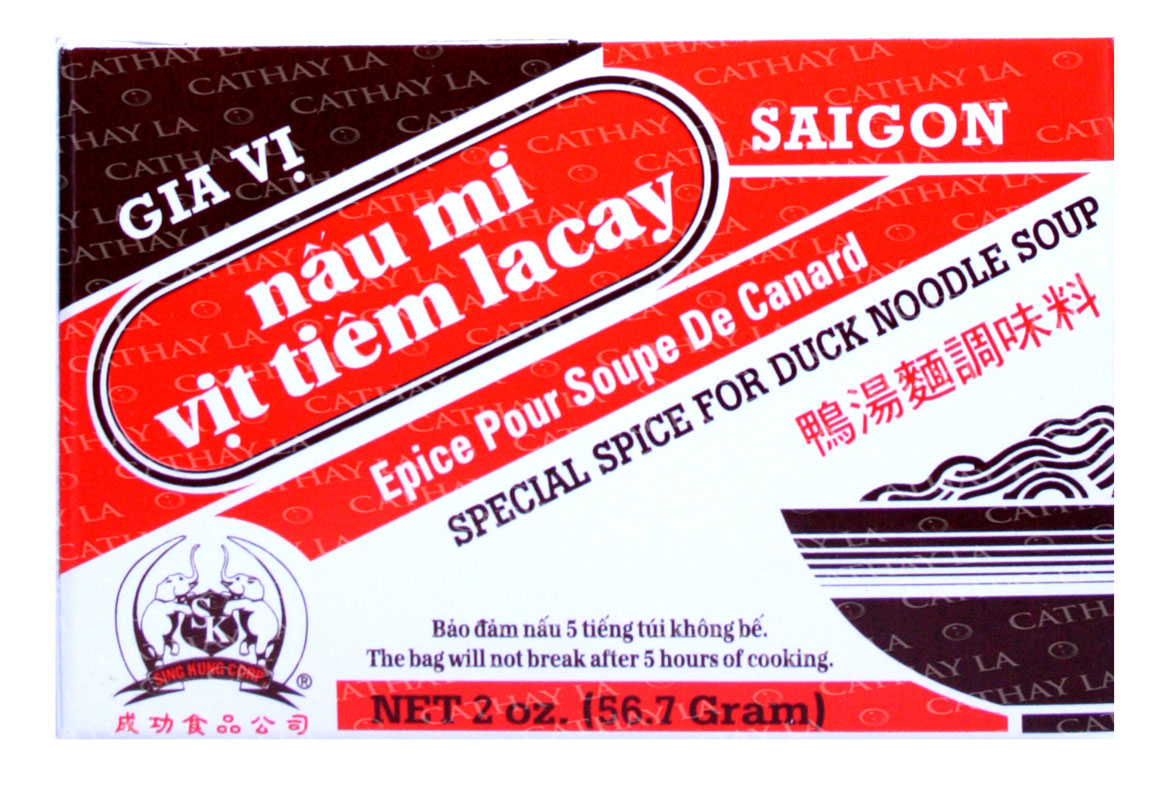 GIA VỊ
SAIGON
nấu mì
vịt tiềm lacay
Epice Pour Soupe De Canard
SPECIAL SPICE FOR DUCK NOODLE SOUP
鴨湯麵調味料
SK
SING KUNG CORP
®
成功食品公司
Bảo đảm nấu 5 tiếng túi không bế.
The bag will not break after 5 hours of cooking.
NET 2 oz. (56.7 Gram)
CATHAY LA